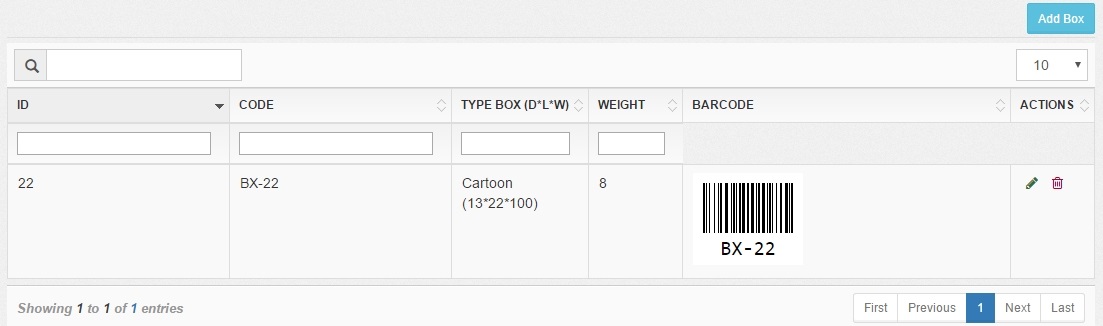 Add Box
10
ID CODE TYPE BOX (D*L*W) WEIGHT BARCODE ACTIONS
22 BX-22 Cartoon 8
(13*22*100)
BX-22
Showing 1 to 1 of 1 entries First Previous 1 Next Last